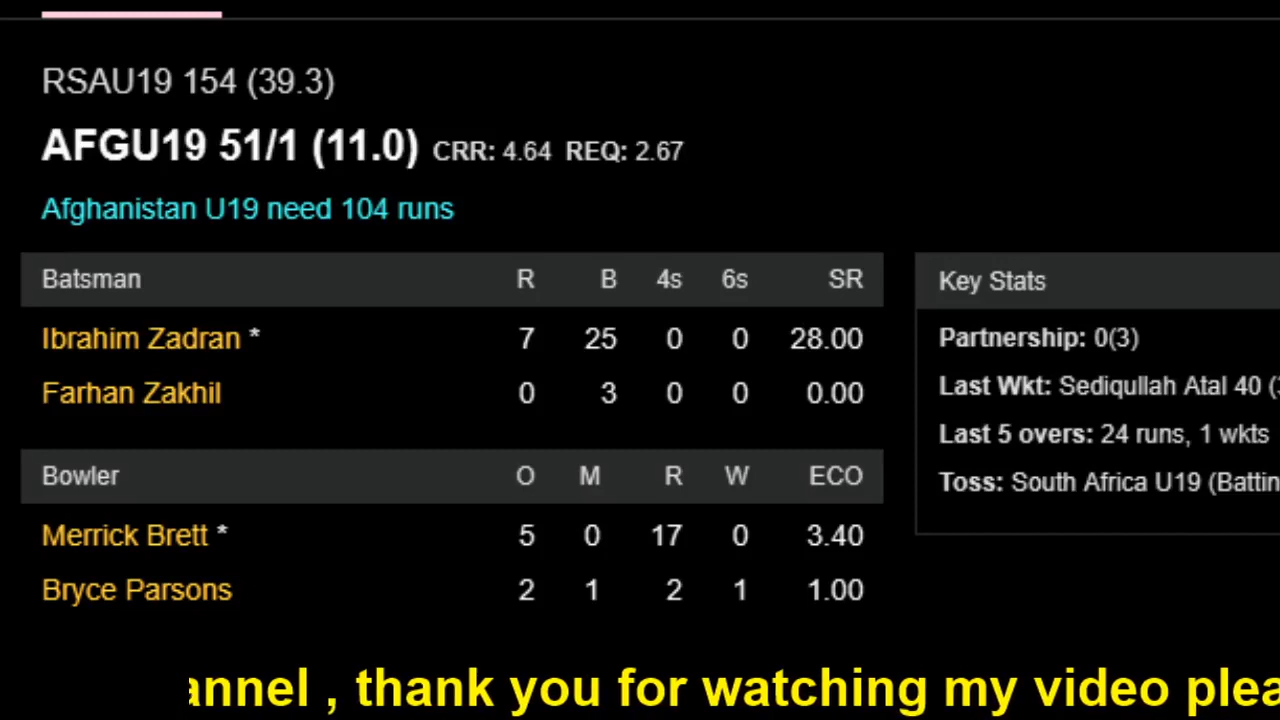 RSAU19 154 (39.3)
AFGU19 51/1 (11.0) CRR: 4.64 REQ: 2.67
Afghanistan U19 need 104 runs
Batsman R B 4s 6s SR
Ibrahim Zadran * 7 25 0 0 28.00
Farhan Zakhil 0 3 0 0 0.00
Bowler O M R W ECO
Merrick Brett * 5 0 17 0 3.40
Bryce Parsons 2 1 2 1 1.00
Key Stats
Partnership: 0(3)
Last Wkt: Sediqullah Atal 40
Last 5 overs: 24 runs, 1 wkts
Toss: South Africa U19
annel , thank you for watching my video